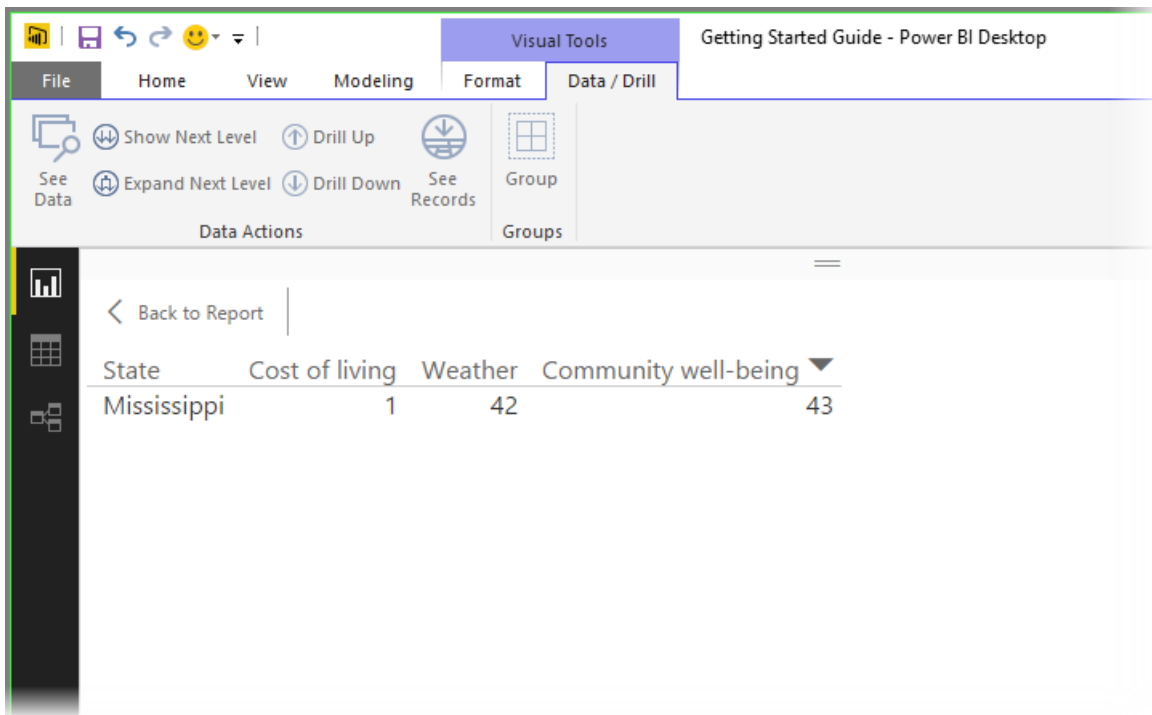 Visual Tools Getting Started Guide - Power BI Desktop
File Home View Modeling Format Data / Drill
Show Next Level Drill Up
See Data Expand Next Level Drill Down See Records Group
Data Actions Groups
Back to Report
State Cost of living Weather Community well-being
Mississippi 1 42 43